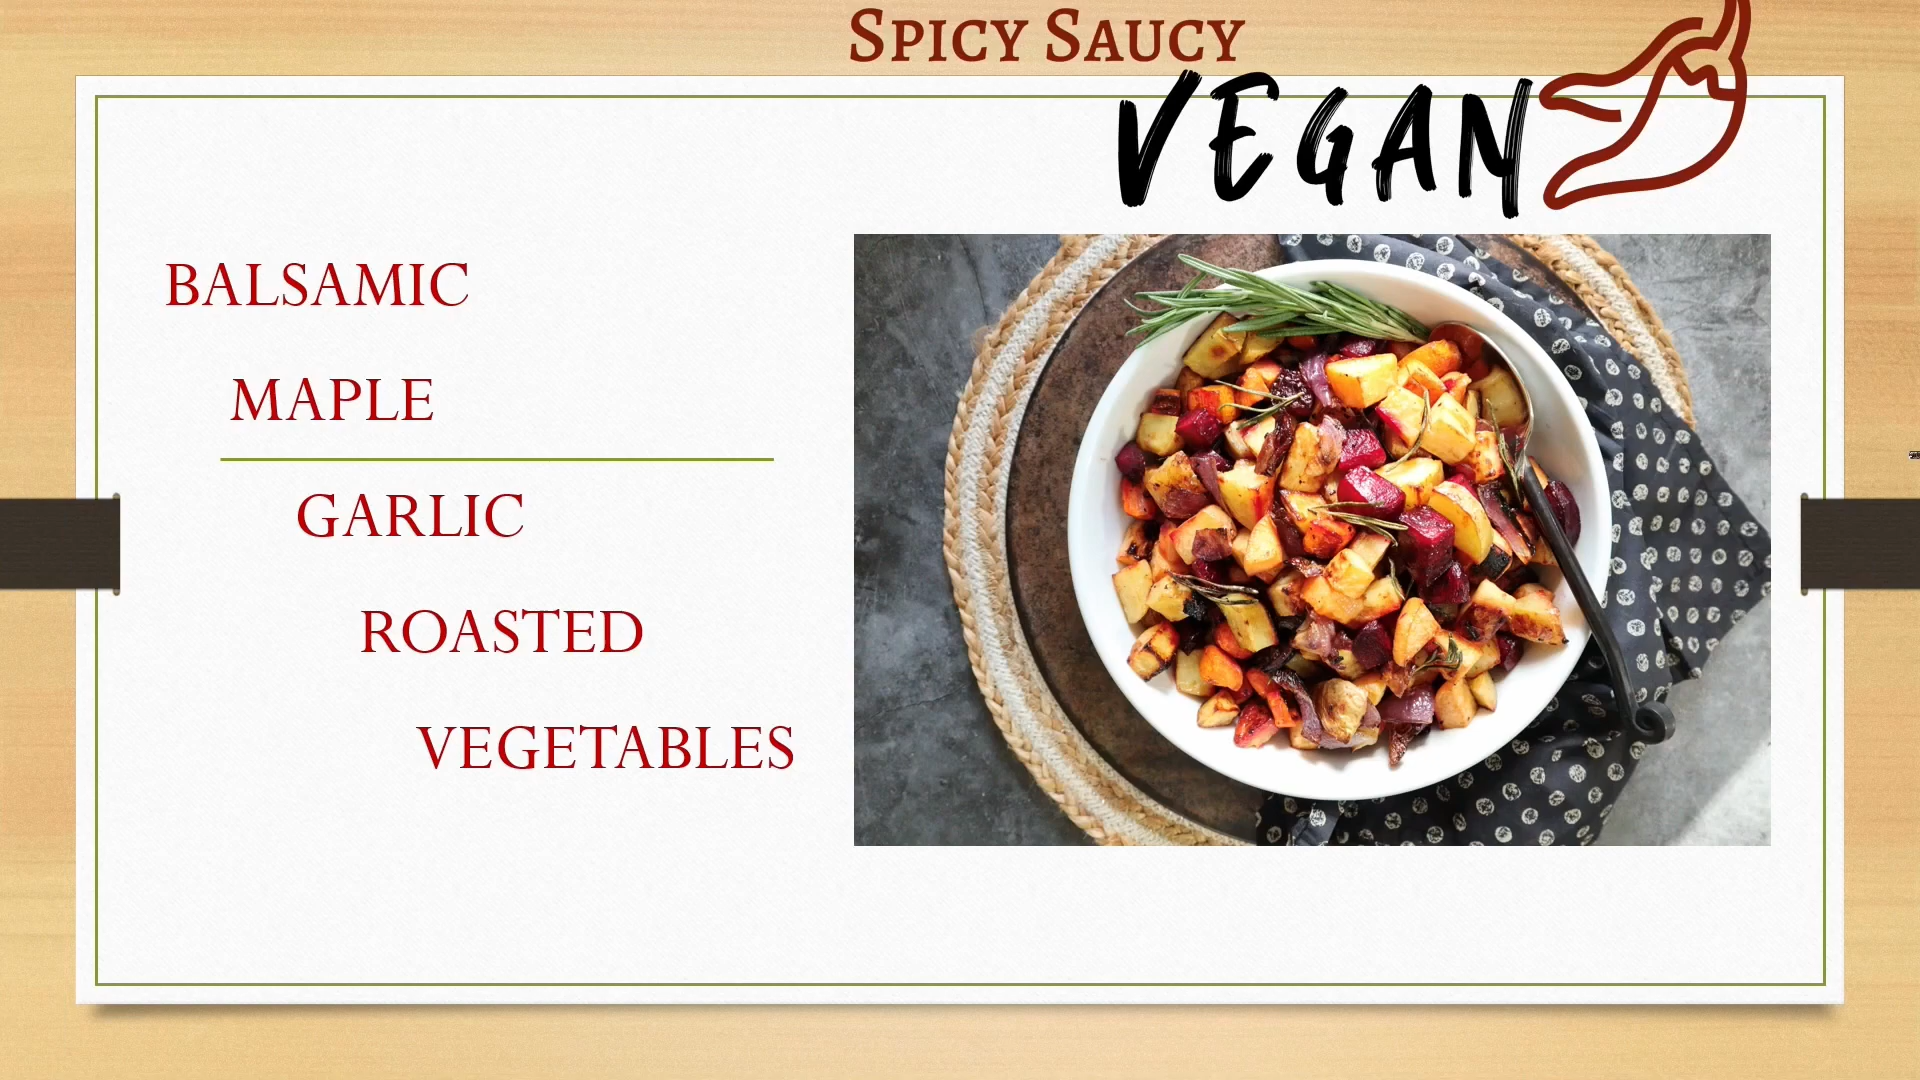 Spicy Saucy
VEGAN
BALSAMIC
MAPLE
GARLIC
ROASTED
VEGETABLES